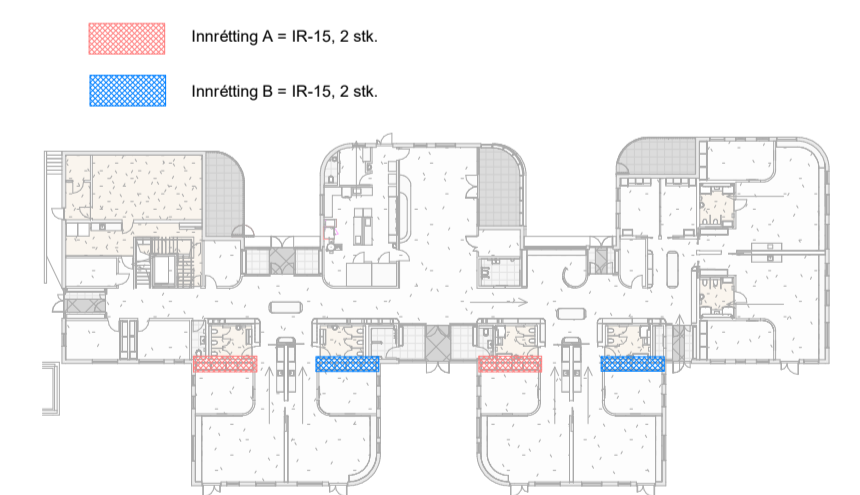 Innrétting A = IR-15, 2 stk.
Innrétting B = IR-15, 2 stk.